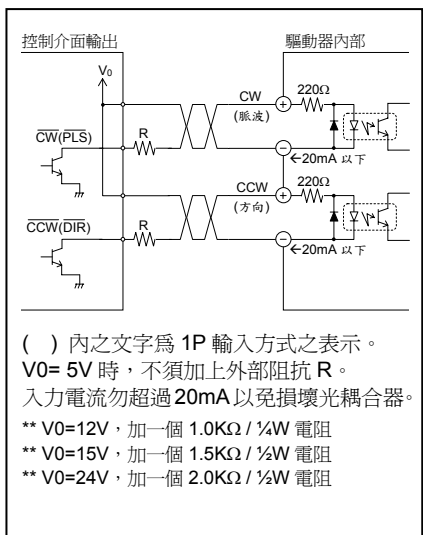 控制介面輸出
驅動器內部
V₀
CW
(脈波)
220Ω
+
CW(PLS)
R
−
←20mA 以下
CCW
(方向)
220Ω
+
CCW(DIR)
R
−
←20mA 以下
( ) 內之文字爲 1P 輸入方式之表示。
V0= 5V 時，不須加上外部阻抗 R。
入力電流勿超過 20mA 以免損壞光耦合器。
** V0=12V，加一個 1.0KΩ / ¼W 電阻
** V0=15V，加一個 1.5KΩ / ½W 電阻
** V0=24V，加一個 2.0KΩ / ½W 電阻